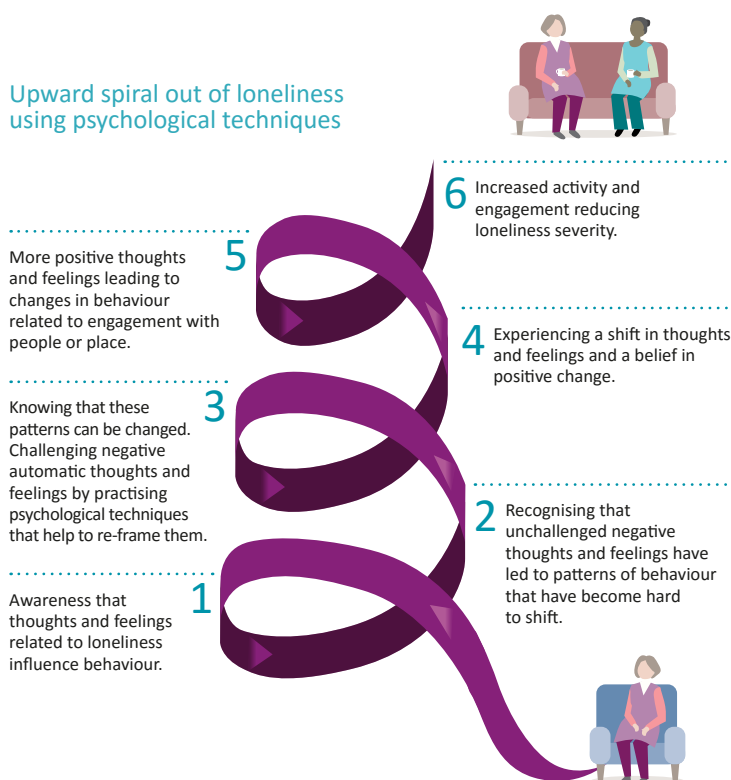 Upward spiral out of loneliness
using psychological techniques
6
Increased activity and
engagement reducing
loneliness severity.
5
More positive thoughts
and feelings leading to
changes in behaviour
related to engagement with
people or place.
4
Experiencing a shift in thoughts
and feelings and a belief in
positive change.
3
Knowing that these
patterns can be changed.
Challenging negative
automatic thoughts and
feelings by practising
psychological techniques
that help to re-frame them.
2
Recognising that
unchallenged negative
thoughts and feelings have
led to patterns of behaviour
that have become hard
to shift.
1
Awareness that
thoughts and feelings
related to loneliness
influence behaviour.